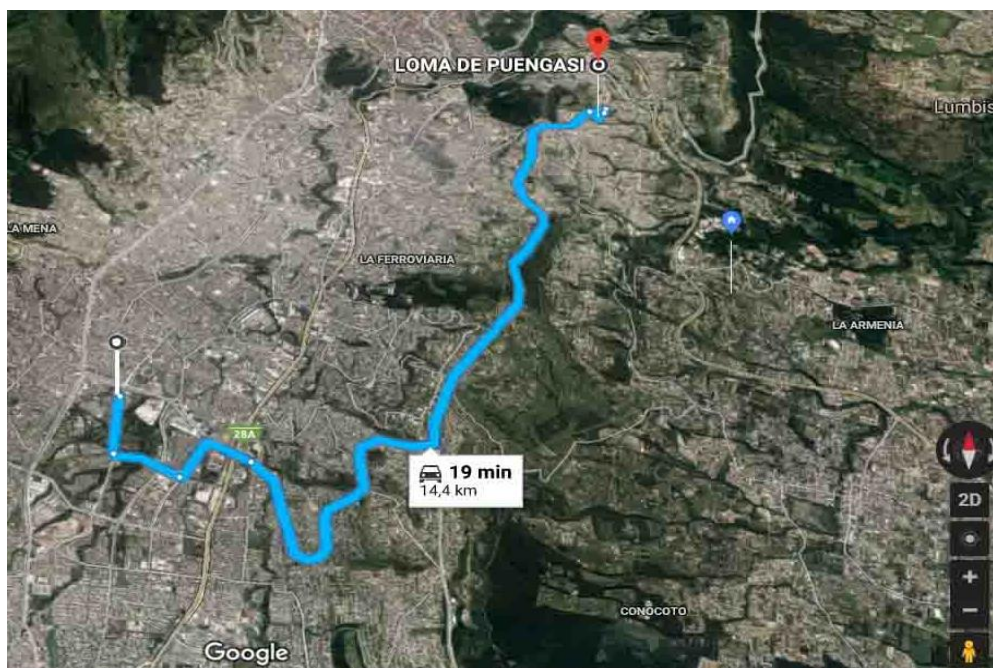 LOMA DE PUENGASI
Lumbis
LA MENA
LA FERROVIARIA
LA ARMENIA
28A
19 min
14,4 km
2D
CONOCOTO
Google